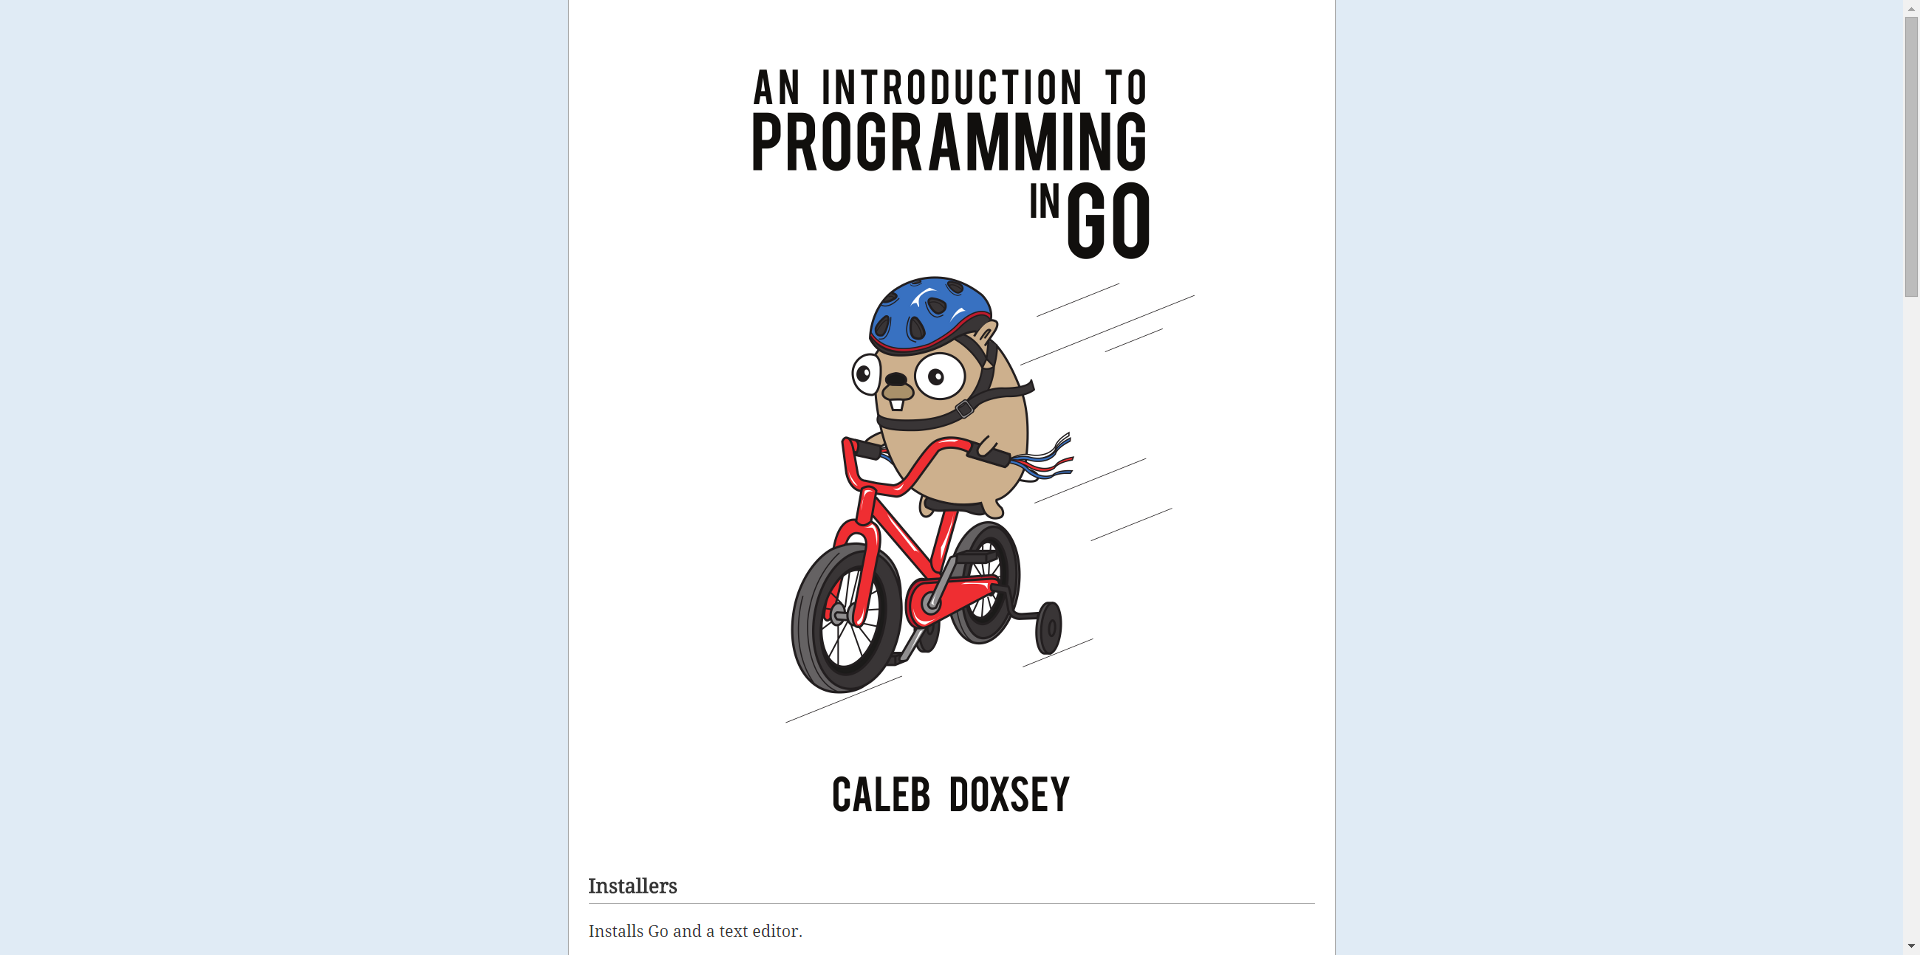 AN INTRODUCTION TO
PROGRAMMING
IN GO
CALEB DOXSEY
Installers
Installs Go and a text editor.